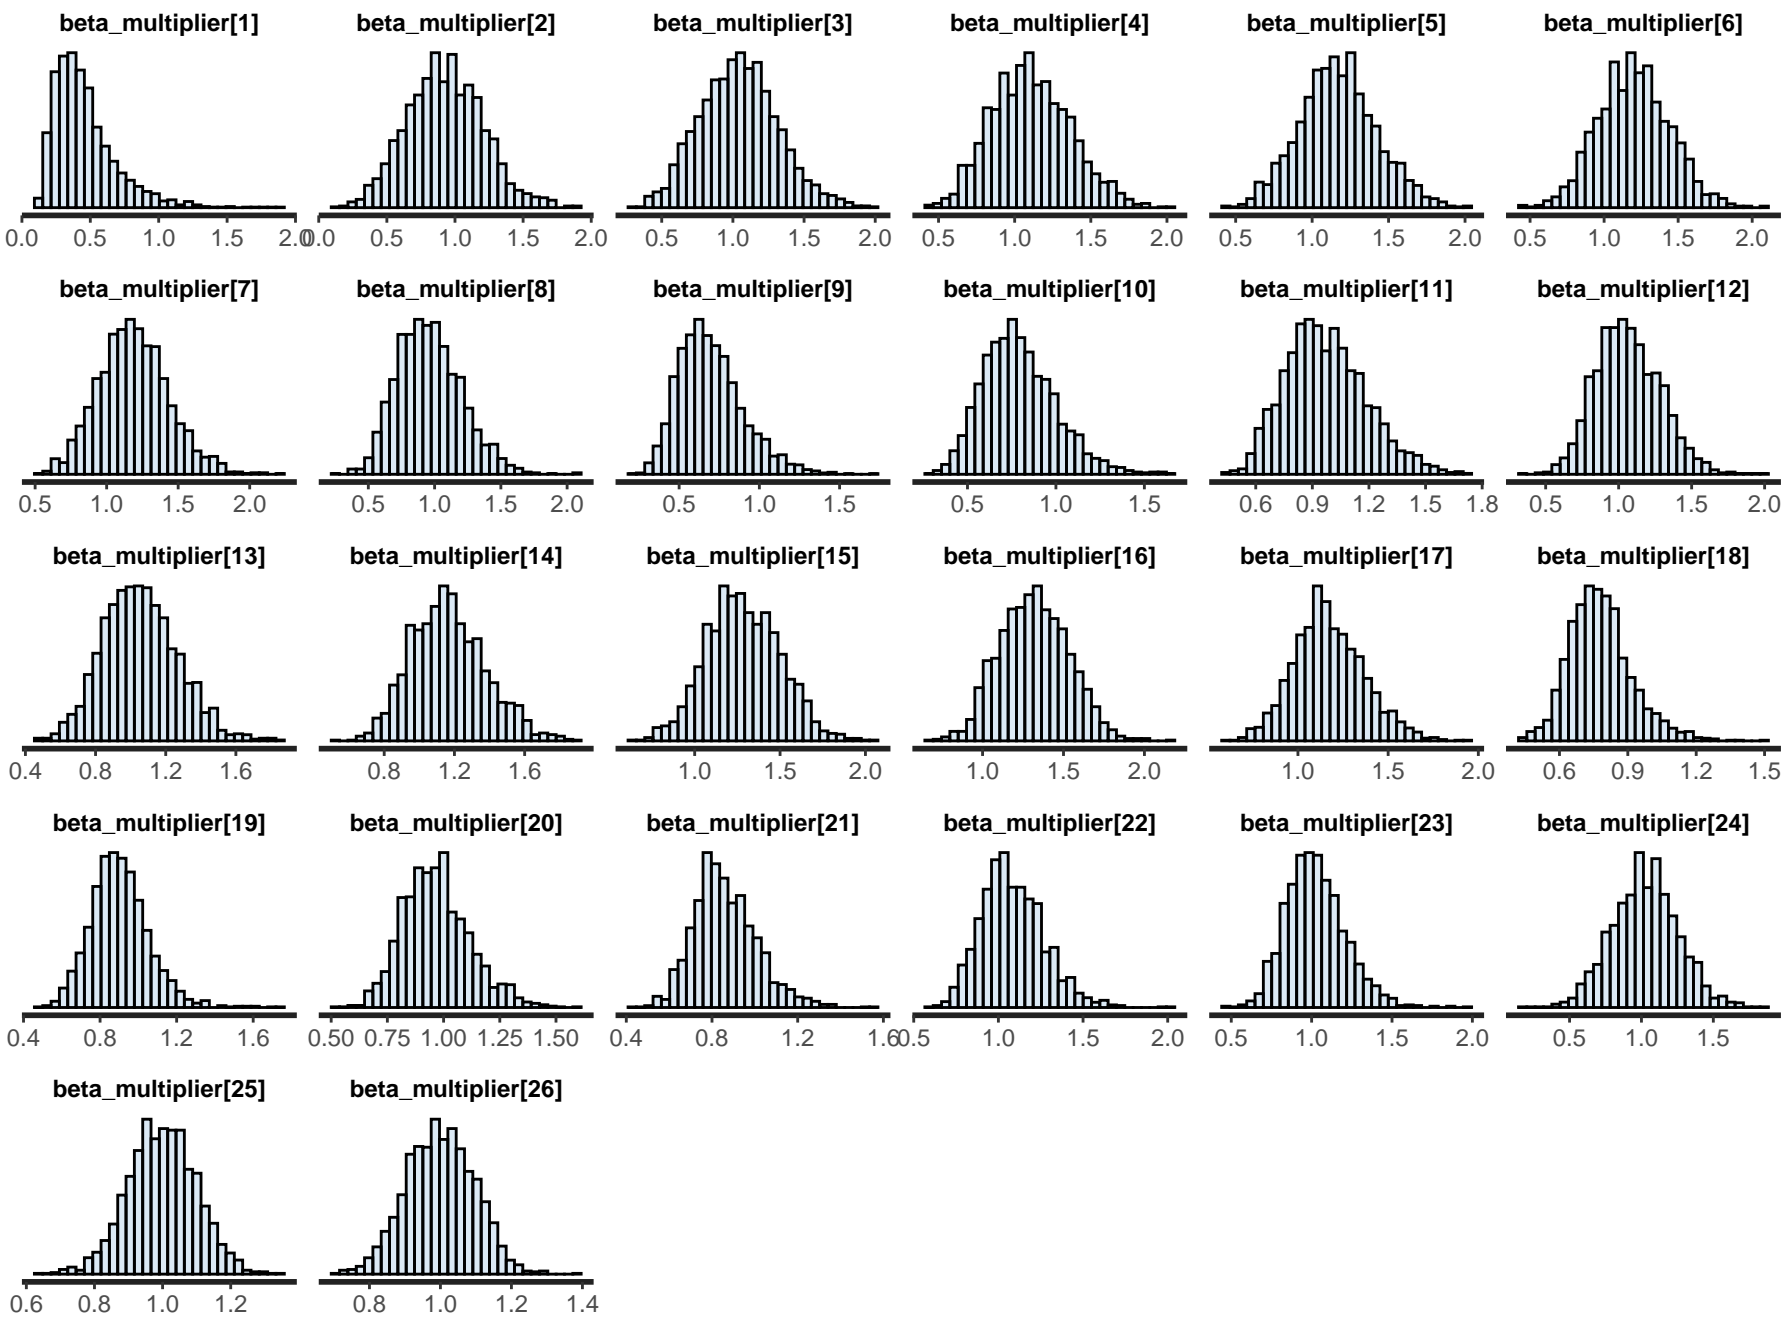 beta_multiplier[1] beta_multiplier[2] beta_multiplier[3] beta_multiplier[4] beta_multiplier[5] beta_multiplier[6]
0.0 0.5 1.0 1.5 2.0 0.0 0.5 1.0 1.5 2.0 0.5 1.0 1.5 2.0 0.5 1.0 1.5 2.0 0.5 1.0 1.5 2.0 0.5 1.0 1.5 2.0
beta_multiplier[7] beta_multiplier[8] beta_multiplier[9] beta_multiplier[10] beta_multiplier[11] beta_multiplier[12]
0.5 1.0 1.5 2.0 0.5 1.0 1.5 2.0 0.5 1.0 1.5 0.5 1.0 1.5 0.6 0.9 1.2 1.5 1.8 0.5 1.0 1.5 2.0
beta_multiplier[13] beta_multiplier[14] beta_multiplier[15] beta_multiplier[16] beta_multiplier[17] beta_multiplier[18]
0.4 0.8 1.2 1.6 0.8 1.2 1.6 1.0 1.5 2.0 1.0 1.5 2.0 1.0 1.5 2.0 0.6 0.9 1.2 1.5
beta_multiplier[19] beta_multiplier[20] beta_multiplier[21] beta_multiplier[22] beta_multiplier[23] beta_multiplier[24]
0.4 0.8 1.2 1.6 0.50 0.75 1.00 1.25 1.50 0.4 0.8 1.2 1.6 0.5 1.0 1.5 2.0 0.5 1.0 1.5 2.0 0.5 1.0 1.5
beta_multiplier[25] beta_multiplier[26]
0.6 0.8 1.0 1.2 0.8 1.0 1.2 1.4